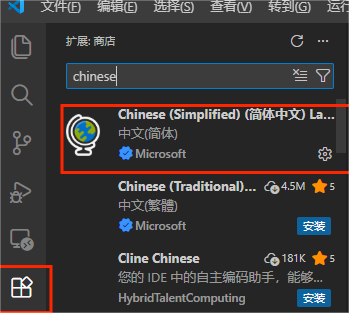 文件(F) 编辑(E) 选择(S) 查看(V) 转到(G)
扩展: 商店
chinese
Chinese (Simplified) (简体中文) La...
中文(简体)
Microsoft
Chinese (Traditional)... 4.5M 5
中文(繁體)
Microsoft 安装
Cline Chinese 181K 5
您的 IDE 中的自主编码助手，能够...
HybridTalentComputing 安装